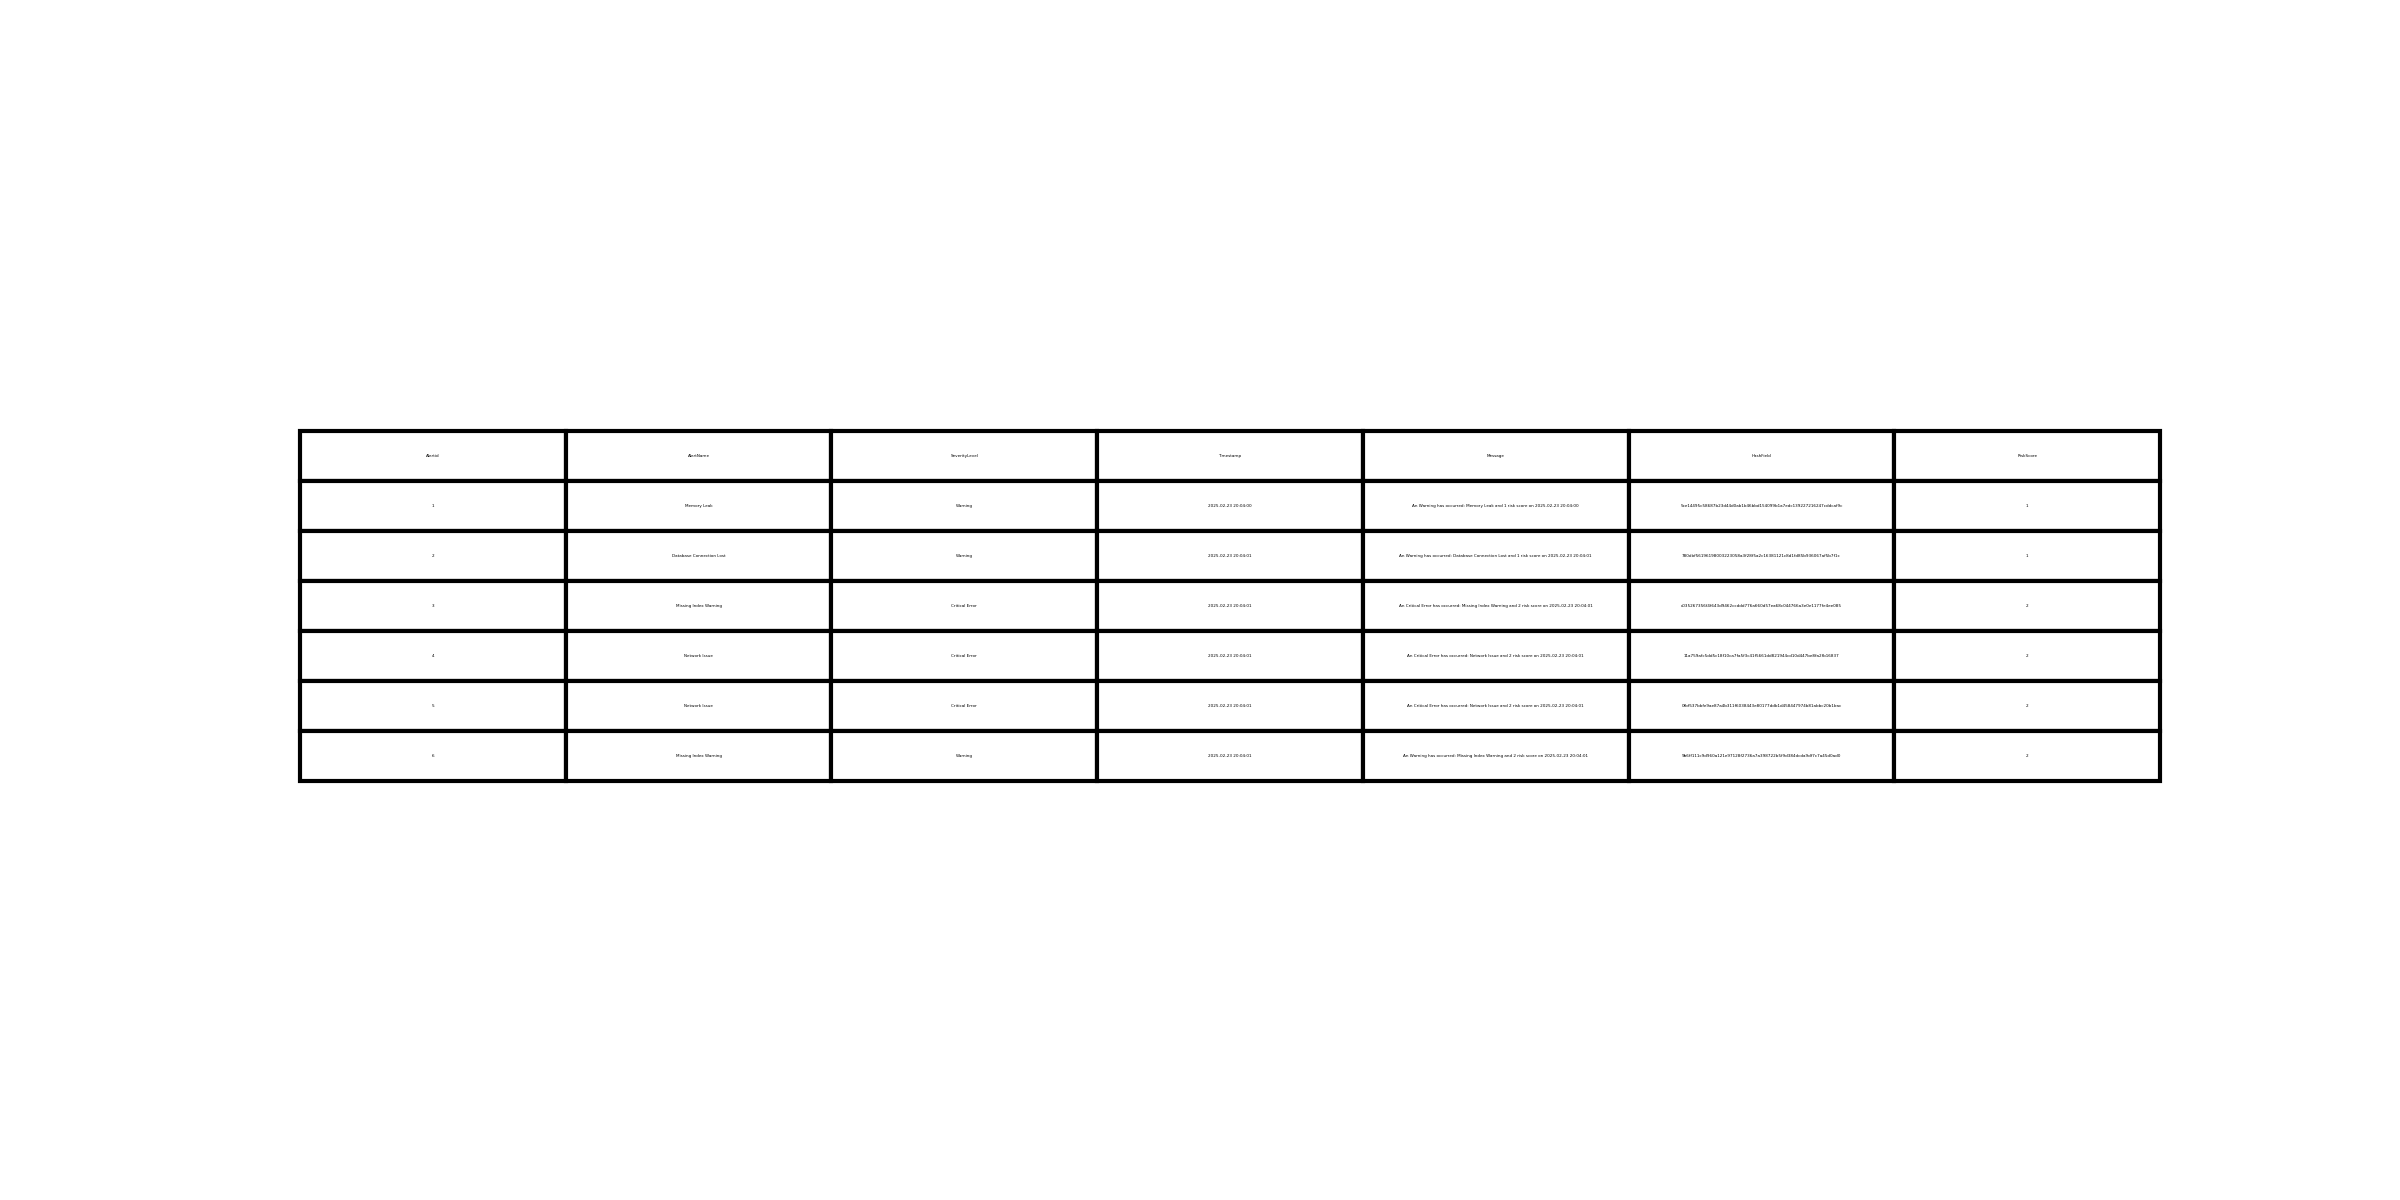 AlertId AlertName SeverityLevel Timestamp Message HashField RiskScore
1 Memory Leak Warning 2025-02-23 20:04:00 An Warning has occurred: Memory Leak and 1 risk score on 2025-02-23 20:04:00 1
2 Database Connection Lost Warning 2025-02-23 20:04:01 An Warning has occurred: Database Connection Lost and 1 risk score on 2025-02-23 20:04:01 1
3 Missing Index Warning Critical Error 2025-02-23 20:04:01 An Critical Error has occurred: Missing Index Warning and 2 risk score on 2025-02-23 20:04:01 2
4 Network Issue Critical Error 2025-02-23 20:04:01 An Critical Error has occurred: Network Issue and 2 risk score on 2025-02-23 20:04:01 2
5 Network Issue Critical Error 2025-02-23 20:04:01 An Critical Error has occurred: Network Issue and 2 risk score on 2025-02-23 20:04:01 2
6 Missing Index Warning Warning 2025-02-23 20:04:01 An Warning has occurred: Missing Index Warning and 2 risk score on 2025-02-23 20:04:01 2